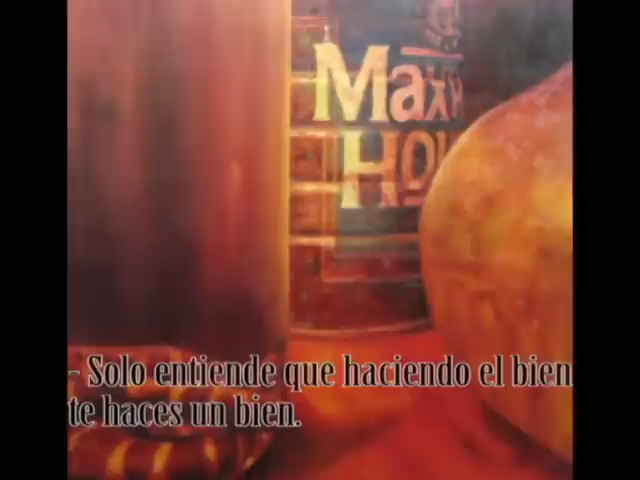 Max
Ho
- Solo entiende que haciendo el bien
te haces un bien.